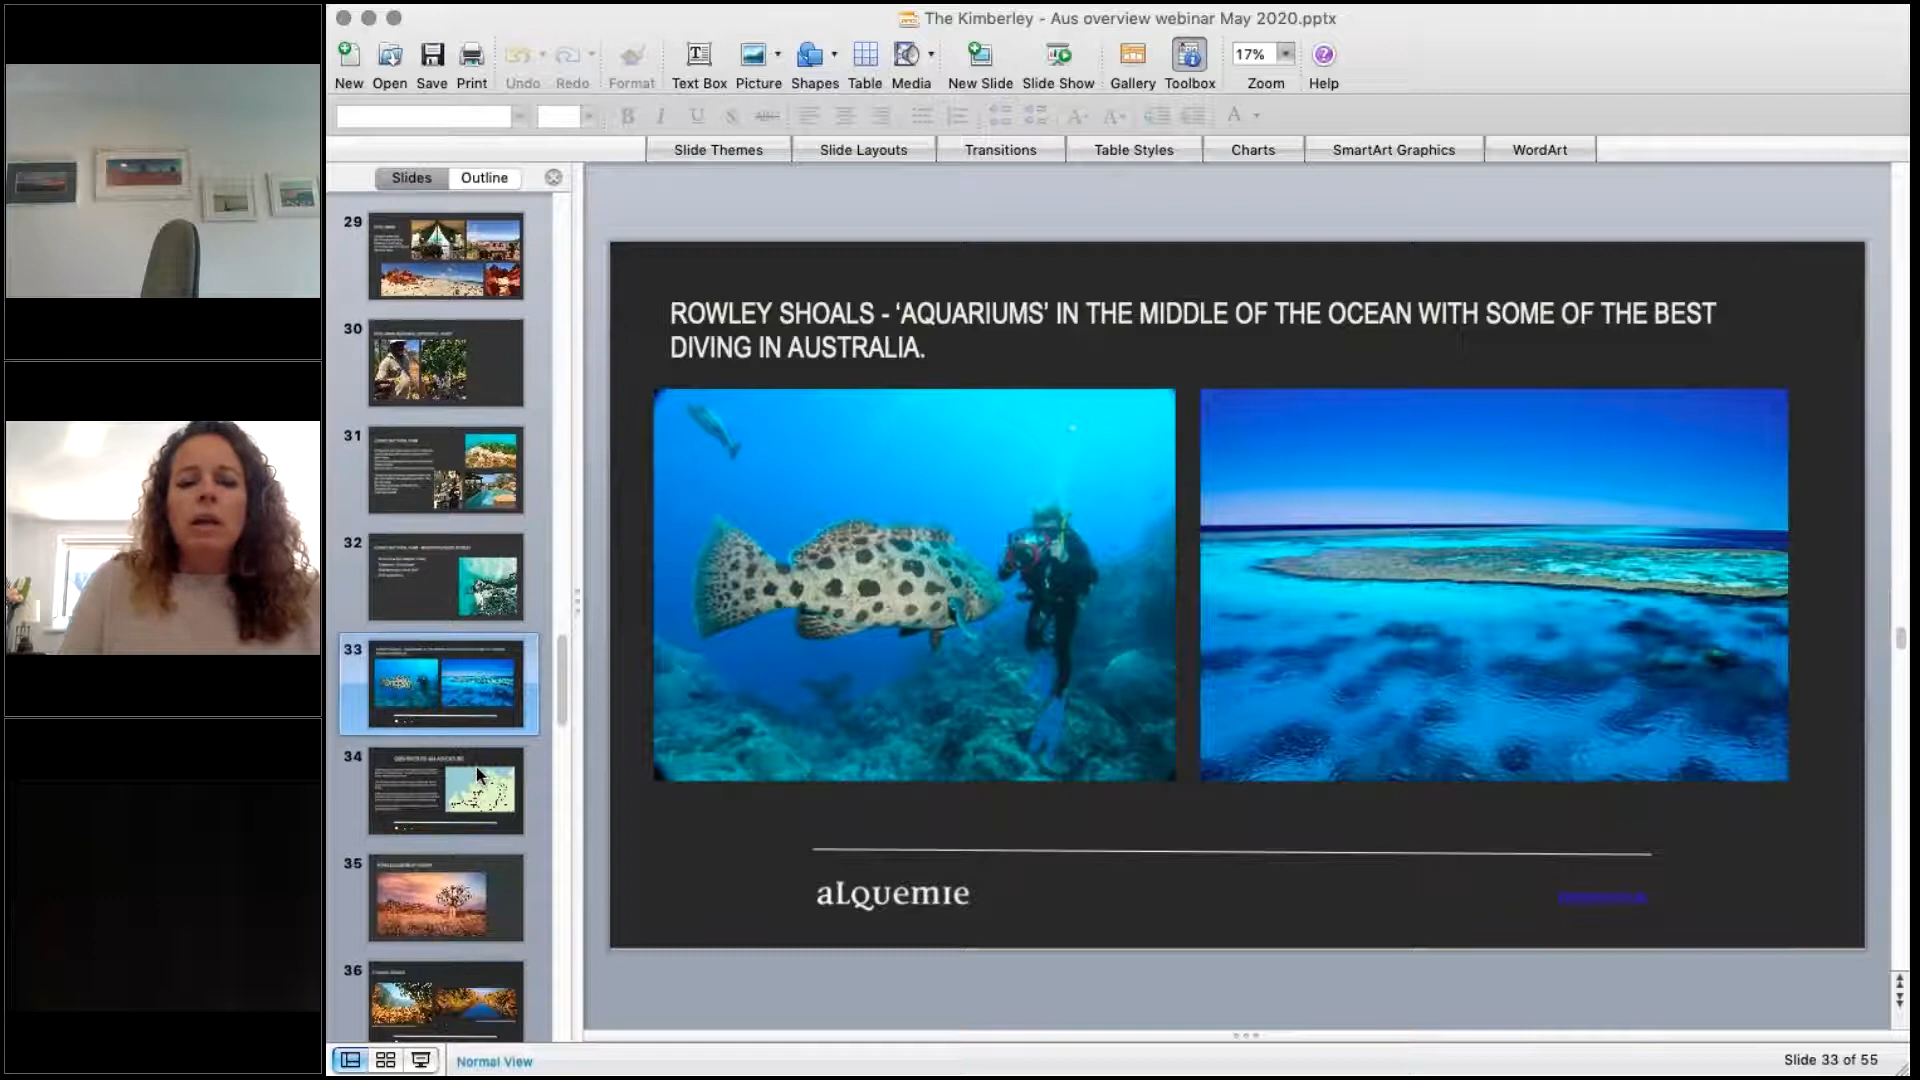 The Kimberley - Aus overview webinar May 2020.pptx
New Open Save Print Undo Redo Format Text Box Picture Shapes Table Media New Slide Slide Show Gallery Toolbox 17% Zoom Help
B I U S ABC A A A
Slide Themes Slide Layouts Transitions Table Styles Charts SmartArt Graphics WordArt
Slides Outline
29
30
31
32
33
34
35
36
ROWLEY SHOALS - ‘AQUARIUMS’ IN THE MIDDLE OF THE OCEAN WITH SOME OF THE BEST
DIVING IN AUSTRALIA.
aLQuemie
Normal View
Slide 33 of 55